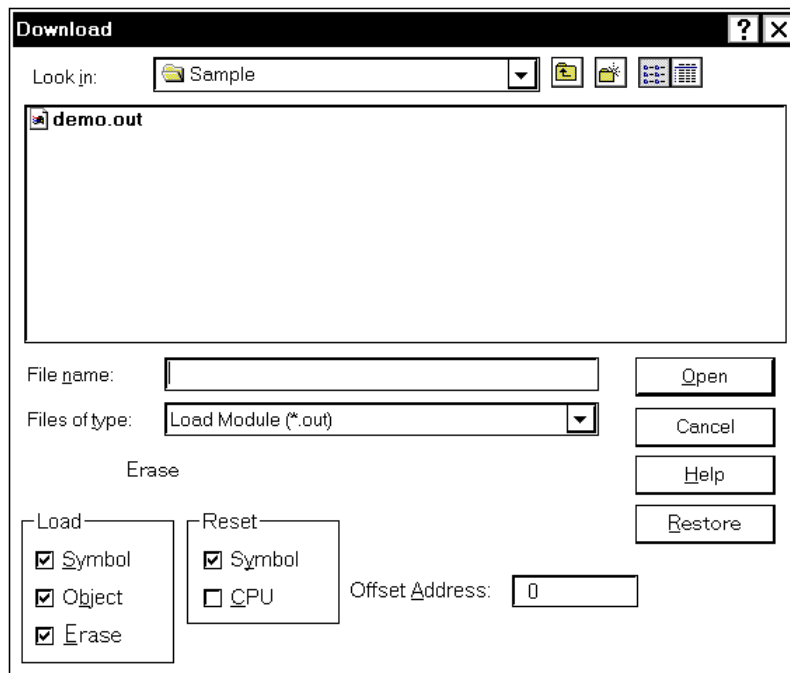 Download
Look in: Sample
demo.out
File name:
Open
Files of type: Load Module (*.out)
Cancel
Erase
Help
Restore
Load
Symbol
Object
Erase
Reset
Symbol
CPU
Offset Address: 0